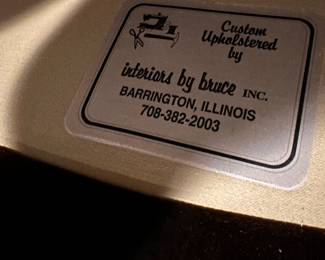 Custom
Upholstered
by
interiors by bruce INC.
BARRINGTON, ILLINOIS
708-382-2003